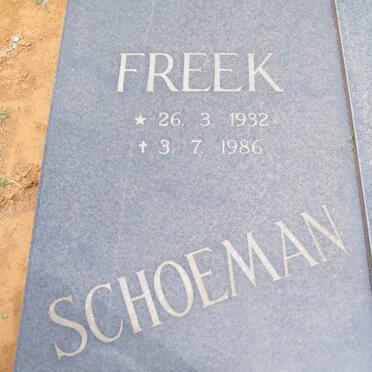 FREEK
★ 26. 3. 1932
✝ 3. 7. 1986
SCHOEMAN